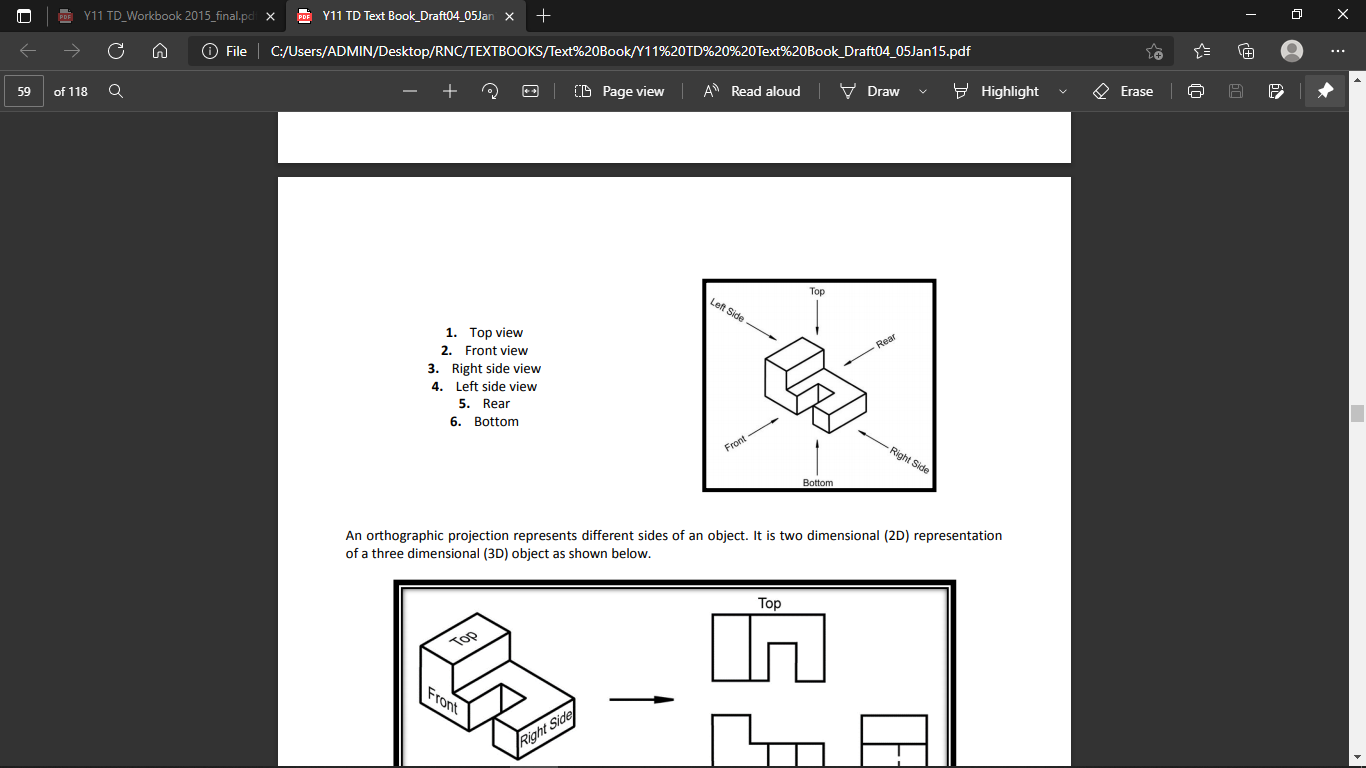 Y11 TD_Workbook 2015_final.pd
Y11 TD Text Book_Draft04_05Jan
File
C:/Users/ADMIN/Desktop/RNC/TEXTBOOKS/Text%20Book/Y11%20TD%20%20Text%20Book_Draft04_05Jan15.pdf
59 of 118
Page view
Read aloud
Draw
Highlight
Erase
1. Top view
2. Front view
3. Right side view
4. Left side view
5. Rear
6. Bottom
Top
Left Side
Rear
Front
Right Side
Bottom
An orthographic projection represents different sides of an object. It is two dimensional (2D) representation
of a three dimensional (3D) object as shown below.
Top
Top
Front
Right Side